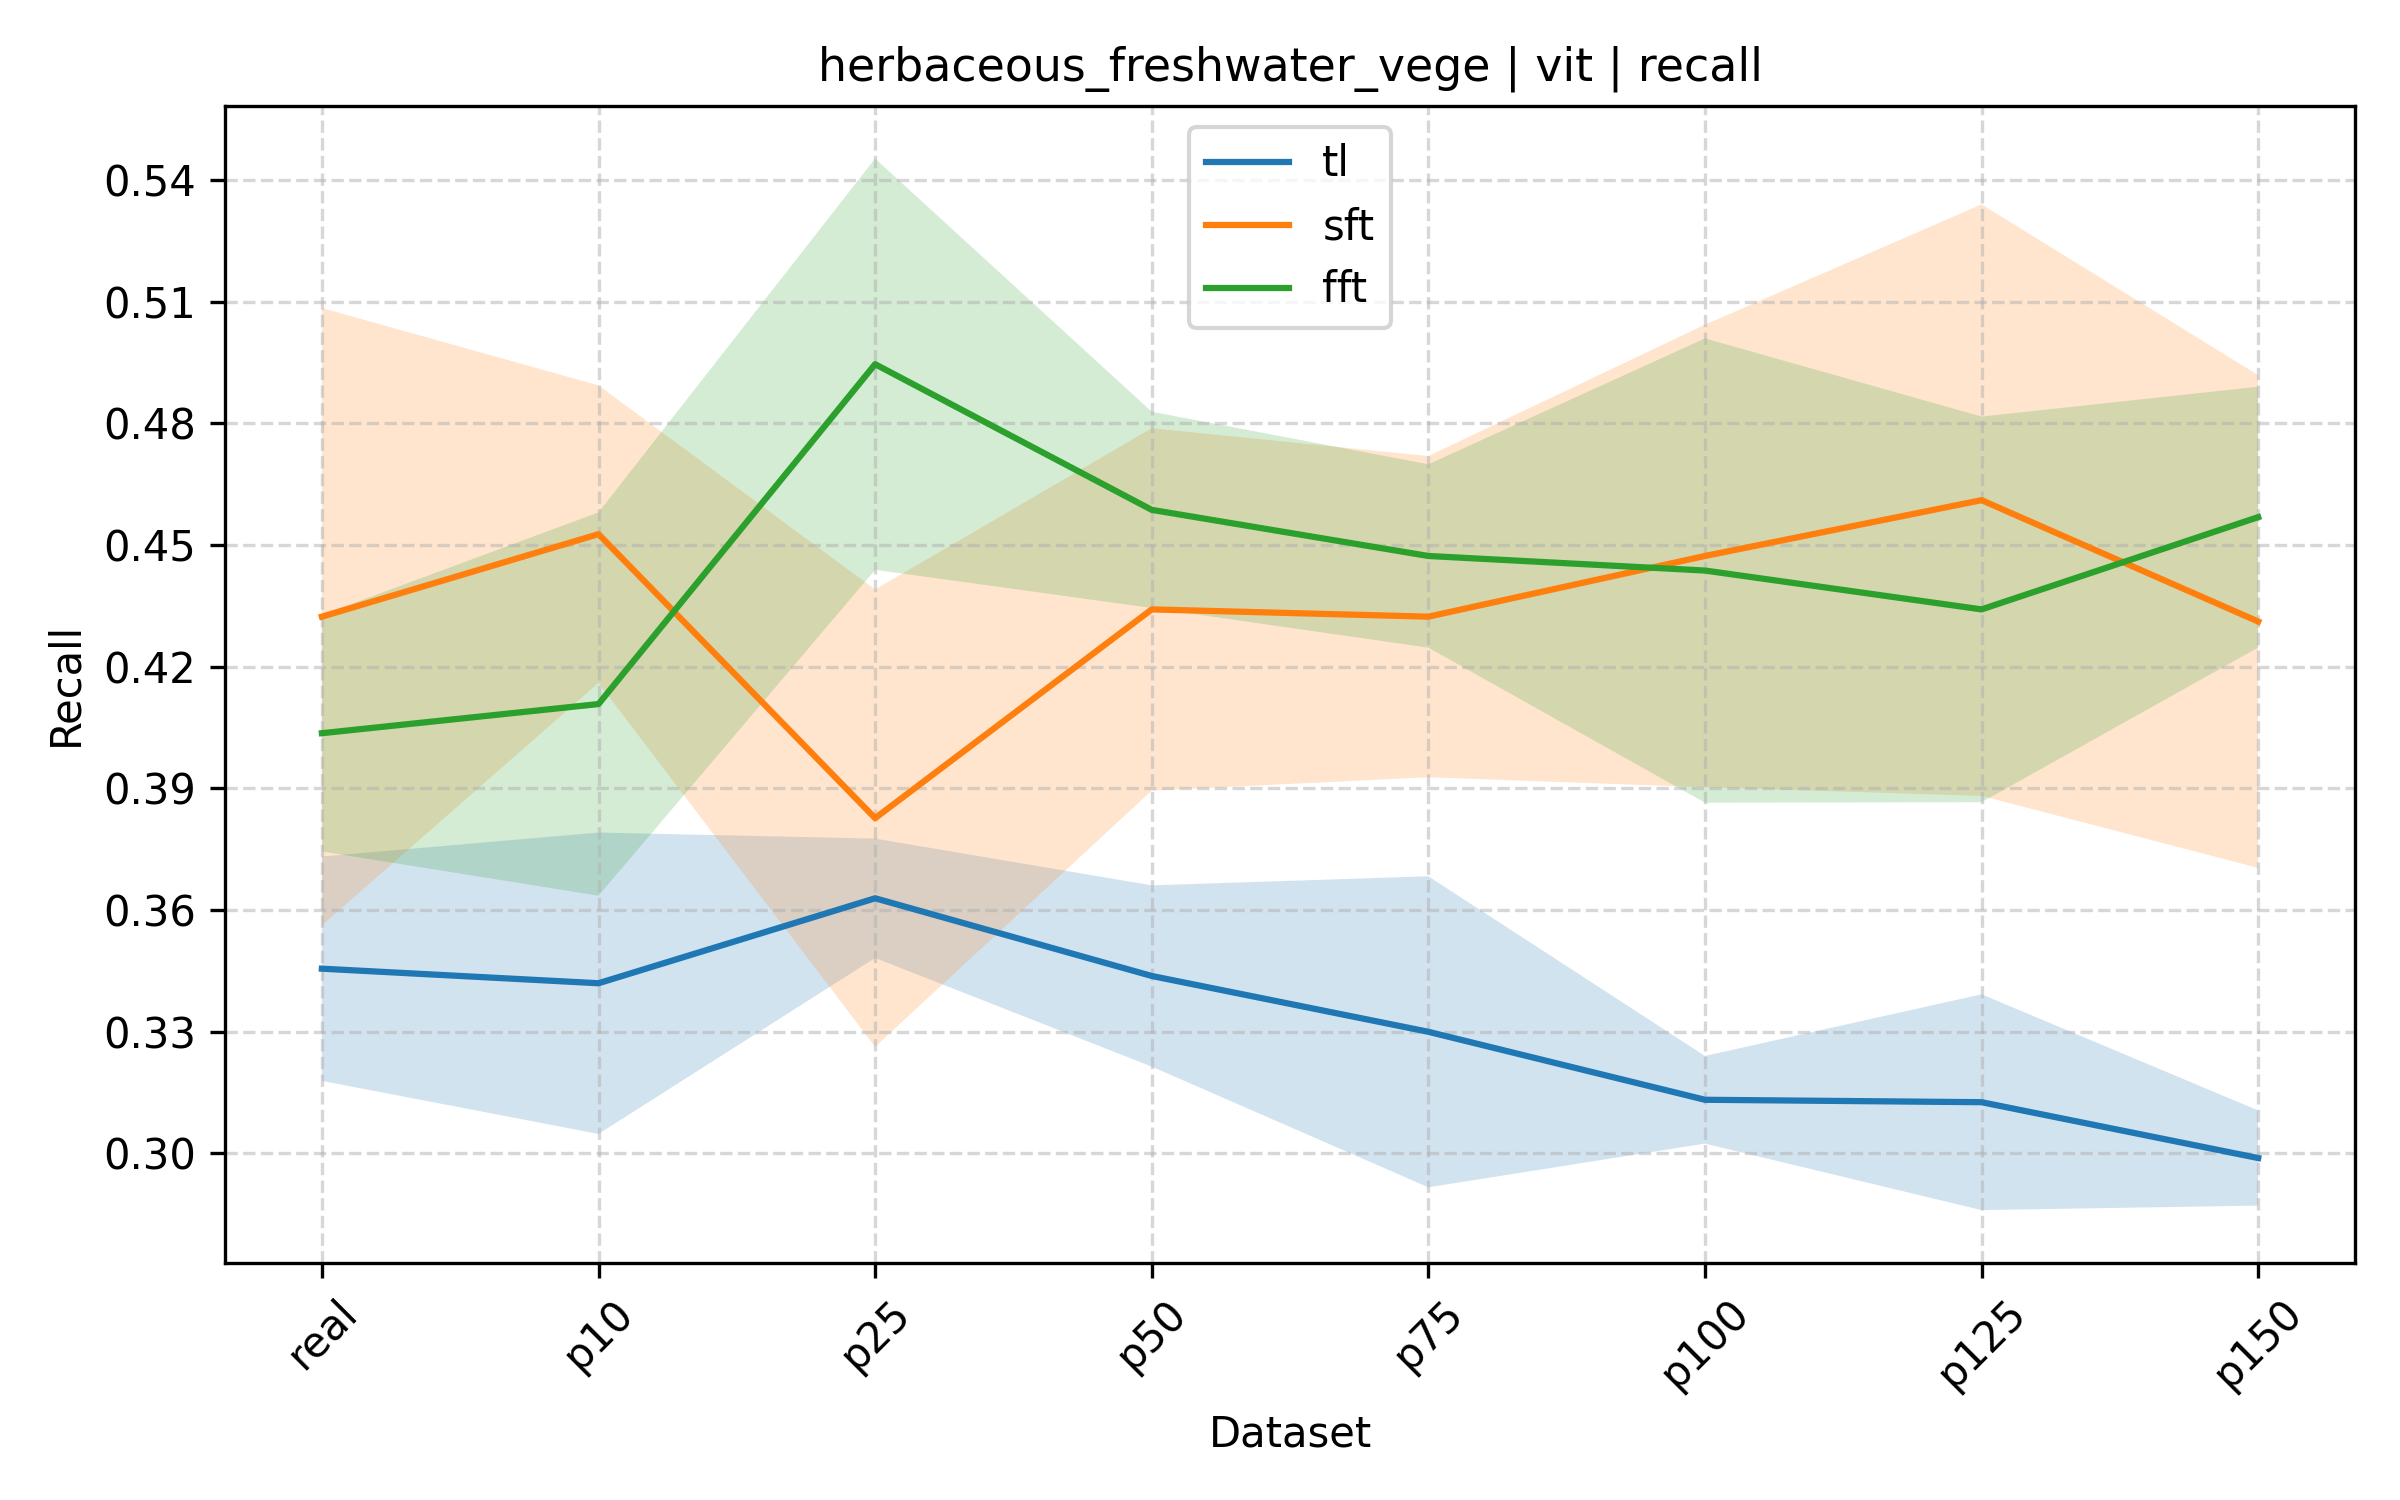 herbaceous_freshwater_vege | vit | recall
tl
sft
fft
0.54
0.51
0.48
0.45
0.42
0.39
0.36
0.33
0.30
Recall
real
p10
p25
p50
p75
p100
p125
p150
Dataset